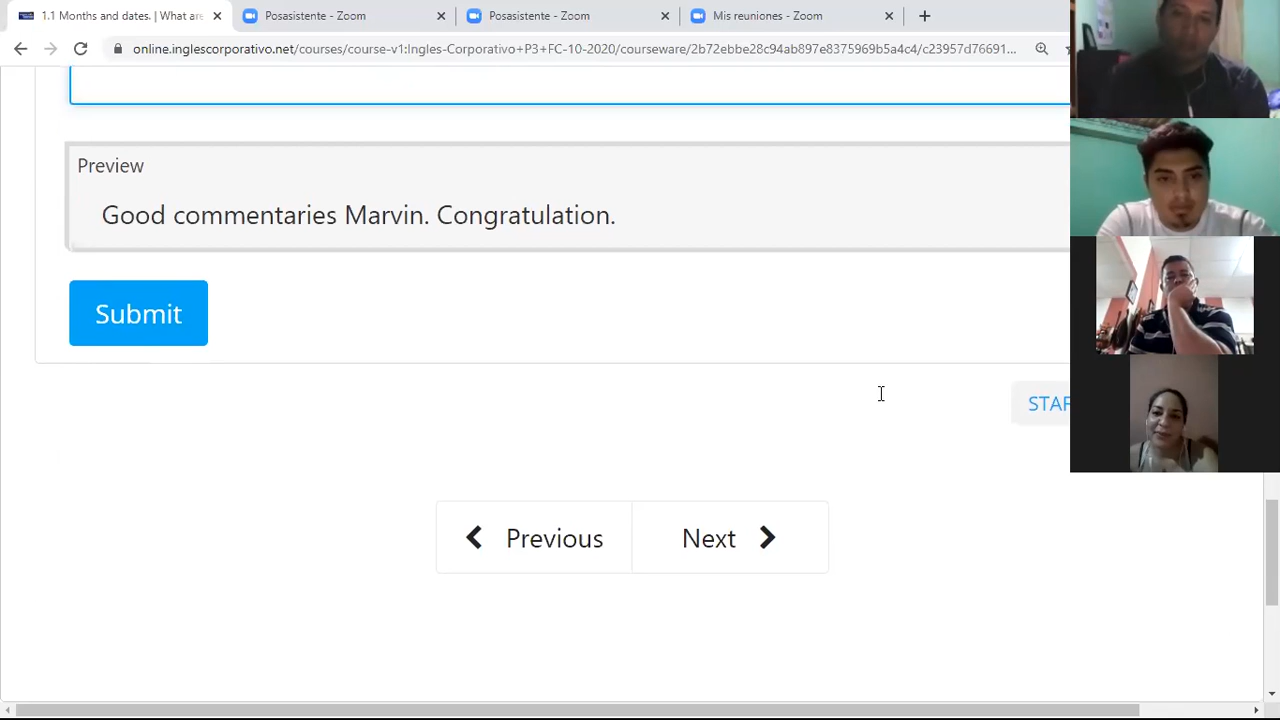 1.1 Months and dates. | What are
Posasistente - Zoom
Posasistente - Zoom
Mis reuniones - Zoom
online.inglescorporativo.net/courses/course-v1:Ingles-Corporativo+P3+FC-10-2020/courseware/2b72ebbe28c94ab897e8375969b5a4c4/c23957d76691...
Preview
Good commentaries Marvin. Congratulation.
Submit
STAF
Previous
Next